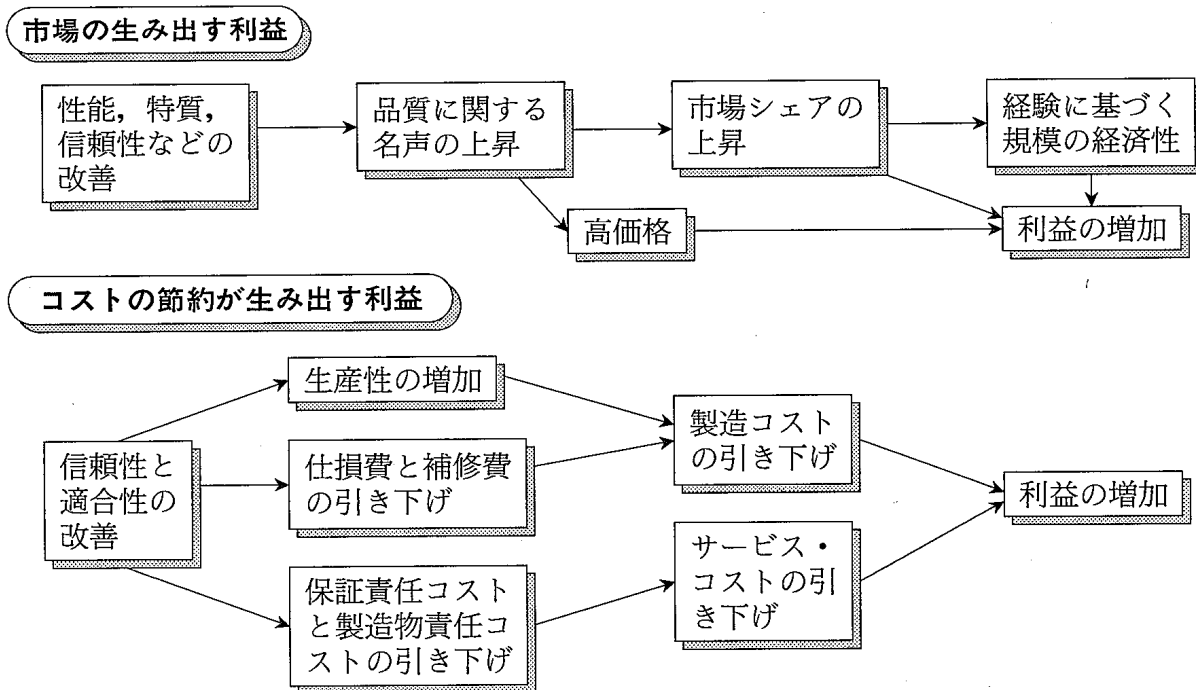 市場の生み出す利益
性能，特質，
信頼性などの
改善
品質に関する
名声の上昇
市場シェアの
上昇
経験に基づく
規模の経済性
高価格
利益の増加
コストの節約が生み出す利益
信頼性と
適合性の
改善
生産性の増加
仕損費と補修費
の引き下げ
保証責任コスト
と製造物責任コ
ストの引き下げ
製造コスト
の引き下げ
サービス・
コストの引
き下げ
利益の増加